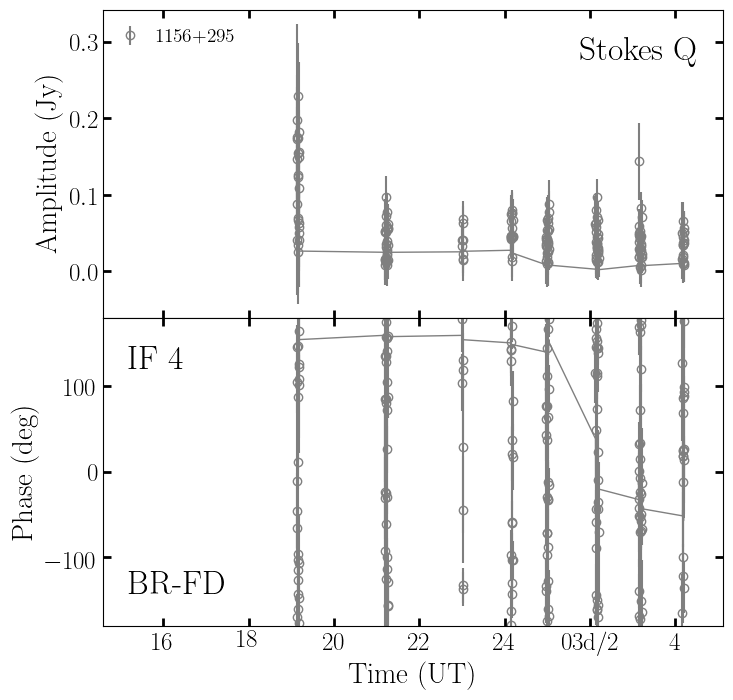 1156+295
Stokes Q
0.3
0.2
0.1
0.0
Amplitude (Jy)
IF 4
100
0
−100
Phase (deg)
BR-FD
16 18 20 22 24 03d/2 4
Time (UT)